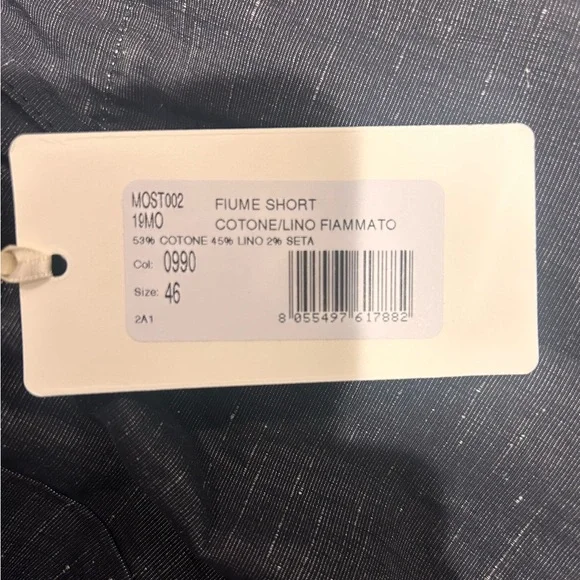 MOST002 FIUME SHORT
19MO COTONE/LINO FIAMMATO
53% COTONE 45% LINO 2% SETA
Col: 0990
Size: 46
2A1
8 055497 617882